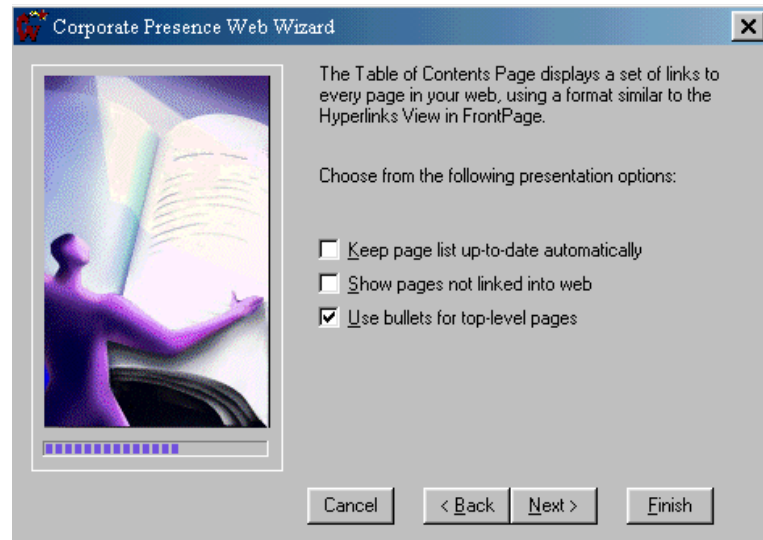 Corporate Presence Web Wizard
The Table of Contents Page displays a set of links to
every page in your web, using a format similar to the
Hyperlinks View in FrontPage.
Choose from the following presentation options:
Keep page list up-to-date automatically
Show pages not linked into web
Use bullets for top-level pages
Cancel < Back Next > Finish